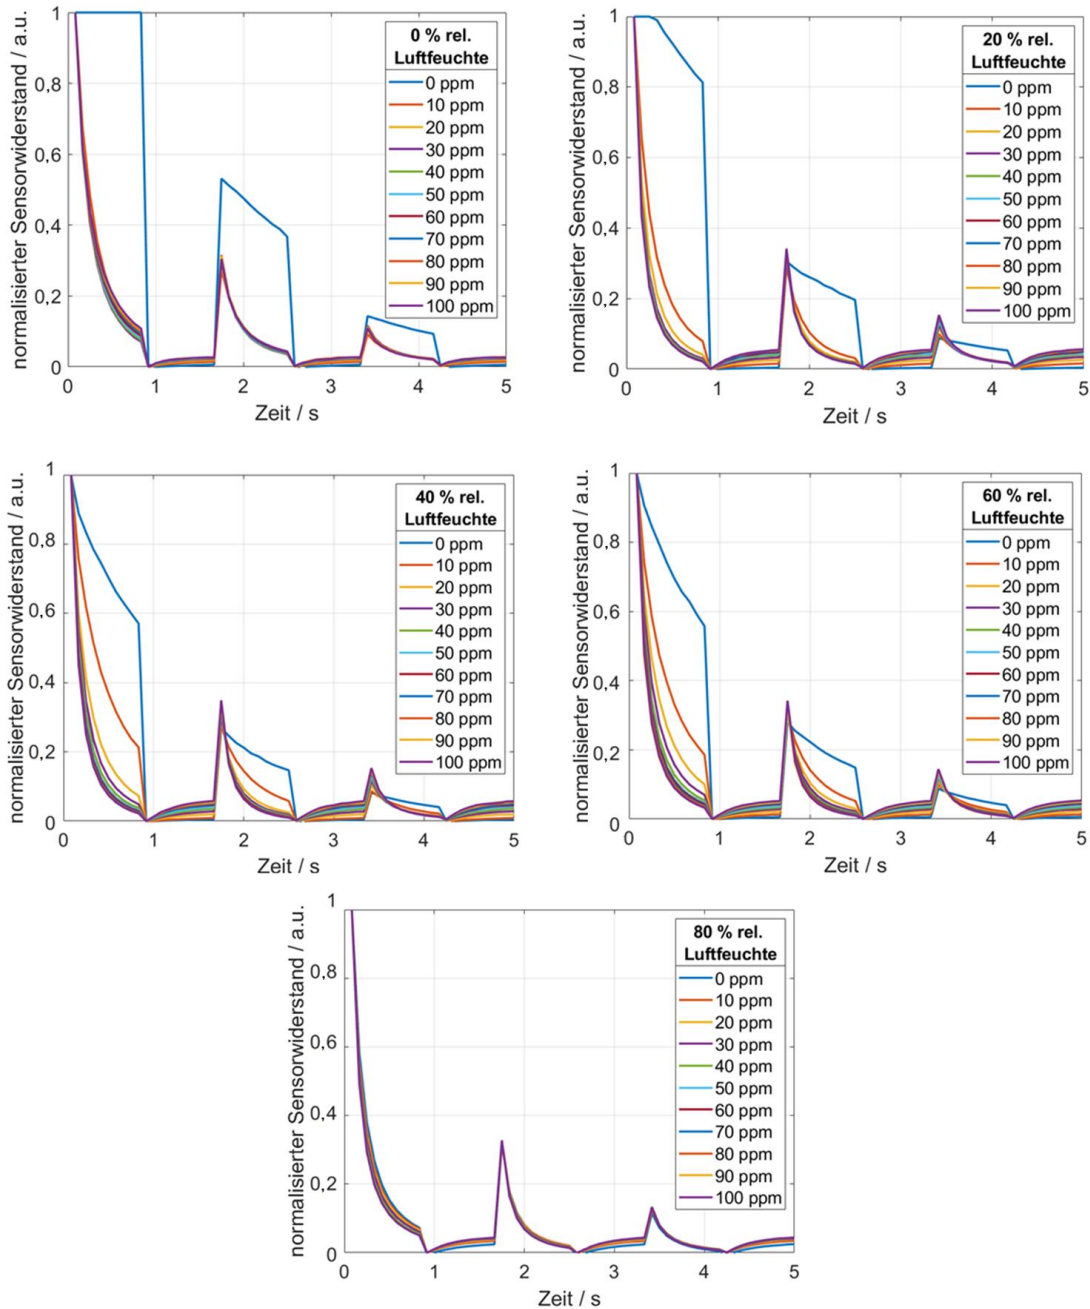 normalisierter Sensorwiderstand / a.u.
1
0,8
0,6
0,4
0,2
0
0 1 2 3 4 5
Zeit / s
0 % rel.
Luftfeuchte
0 ppm
10 ppm
20 ppm
30 ppm
40 ppm
50 ppm
60 ppm
70 ppm
80 ppm
90 ppm
100 ppm
normalisierter Sensorwiderstand / a.u.
1
0,8
0,6
0,4
0,2
0
0 1 2 3 4 5
Zeit / s
20 % rel.
Luftfeuchte
0 ppm
10 ppm
20 ppm
30 ppm
40 ppm
50 ppm
60 ppm
70 ppm
80 ppm
90 ppm
100 ppm
normalisierter Sensorwiderstand / a.u.
1
0,8
0,6
0,4
0,2
0
0 1 2 3 4 5
Zeit / s
40 % rel.
Luftfeuchte
0 ppm
10 ppm
20 ppm
30 ppm
40 ppm
50 ppm
60 ppm
70 ppm
80 ppm
90 ppm
100 ppm
normalisierter Sensorwiderstand / a.u.
1
0,8
0,6
0,4
0,2
0
0 1 2 3 4 5
Zeit / s
60 % rel.
Luftfeuchte
0 ppm
10 ppm
20 ppm
30 ppm
40 ppm
50 ppm
60 ppm
70 ppm
80 ppm
90 ppm
100 ppm
normalisierter Sensorwiderstand / a.u.
1
0,8
0,6
0,4
0,2
0
0 1 2 3 4 5
Zeit / s
80 % rel.
Luftfeuchte
0 ppm
10 ppm
20 ppm
30 ppm
40 ppm
50 ppm
60 ppm
70 ppm
80 ppm
90 ppm
100 ppm